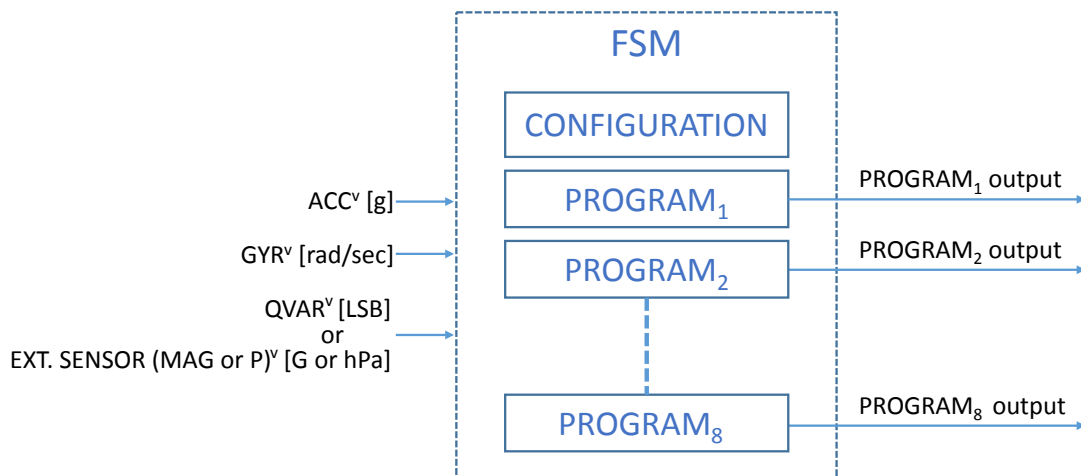 FSM
CONFIGURATION
ACCᵛ [g]
PROGRAM₁
PROGRAM₁ output
GYRᵛ [rad/sec]
PROGRAM₂
PROGRAM₂ output
QVARᵛ [LSB]
or
EXT. SENSOR (MAG or P)ᵛ [G or hPa]
PROGRAM₈
PROGRAM₈ output